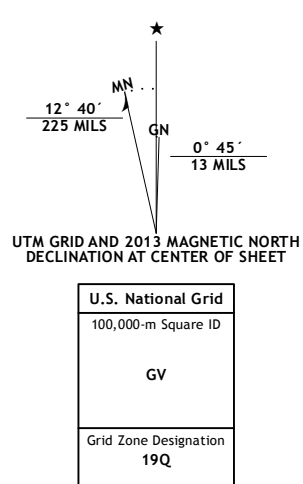 ★
MN
12° 40´
225 MILS
GN
0° 45´
13 MILS
UTM GRID AND 2013 MAGNETIC NORTH
DECLINATION AT CENTER OF SHEET
U.S. National Grid
100,000-m Square ID
GV
Grid Zone Designation
19Q